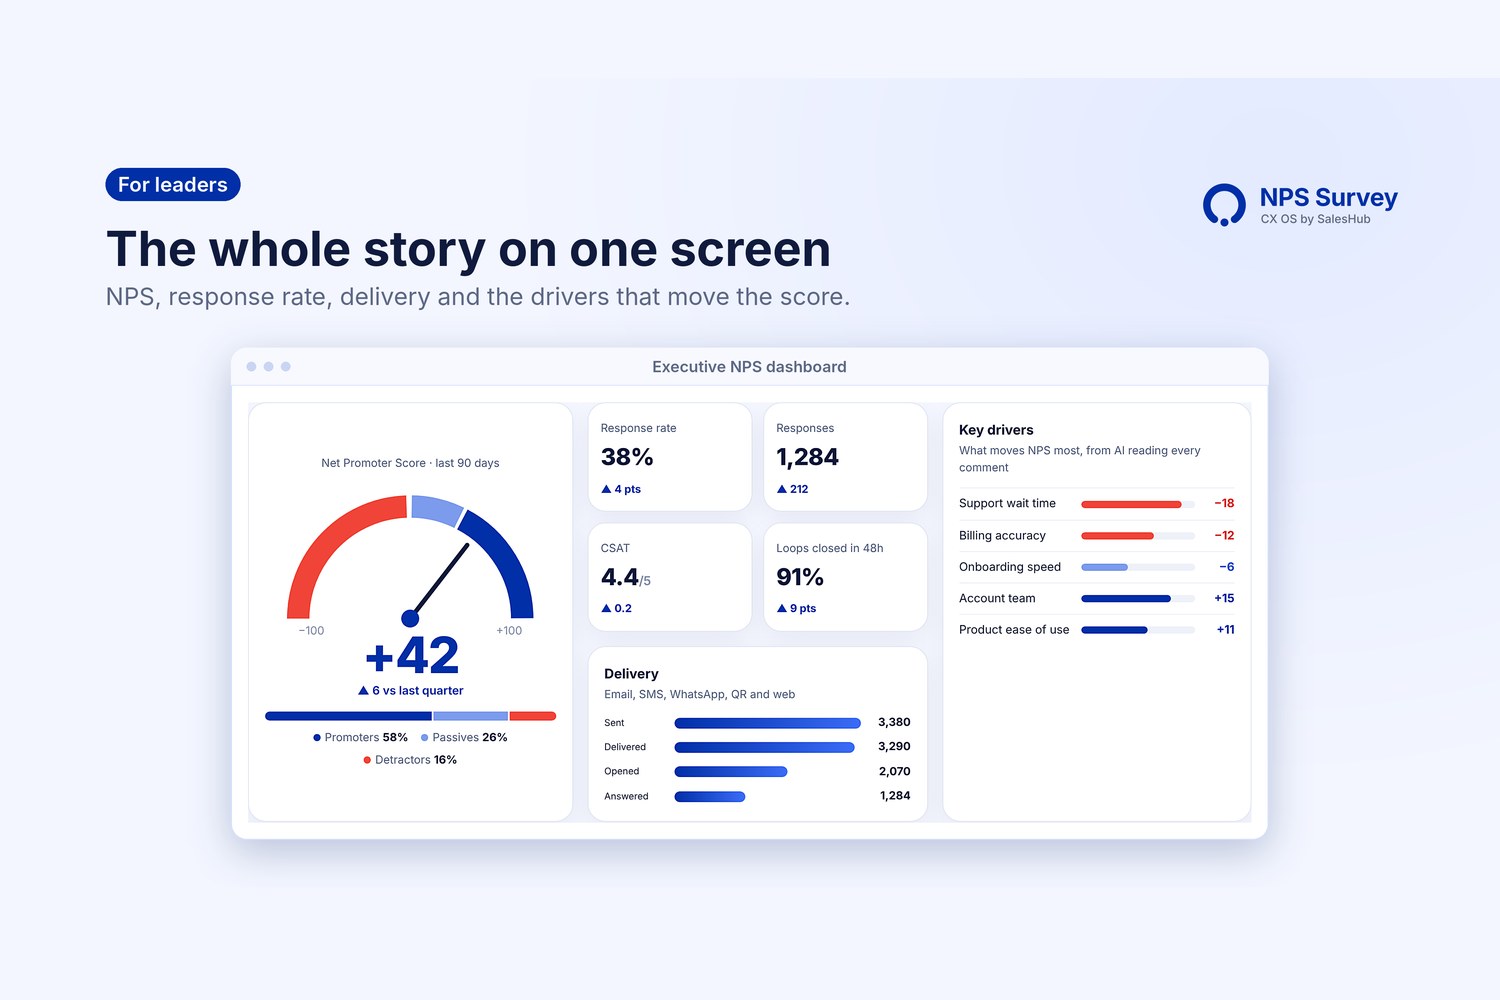 For leaders
The whole story on one screen
NPS, response rate, delivery and the drivers that move the score.
NPS Survey
CX OS by SalesHub
Executive NPS dashboard
Net Promoter Score · last 90 days
−100
+100
+42
▲ 6 vs last quarter
Promoters 58%
Passives 26%
Detractors 16%
Response rate
38%
▲ 4 pts
Responses
1,284
▲ 212
CSAT
4.4/5
▲ 0.2
Loops closed in 48h
91%
▲ 9 pts
Delivery
Email, SMS, WhatsApp, QR and web
Sent 3,380
Delivered 3,290
Opened 2,070
Answered 1,284
Key drivers
What moves NPS most, from AI reading every
comment
Support wait time −18
Billing accuracy −12
Onboarding speed −6
Account team +15
Product ease of use +11